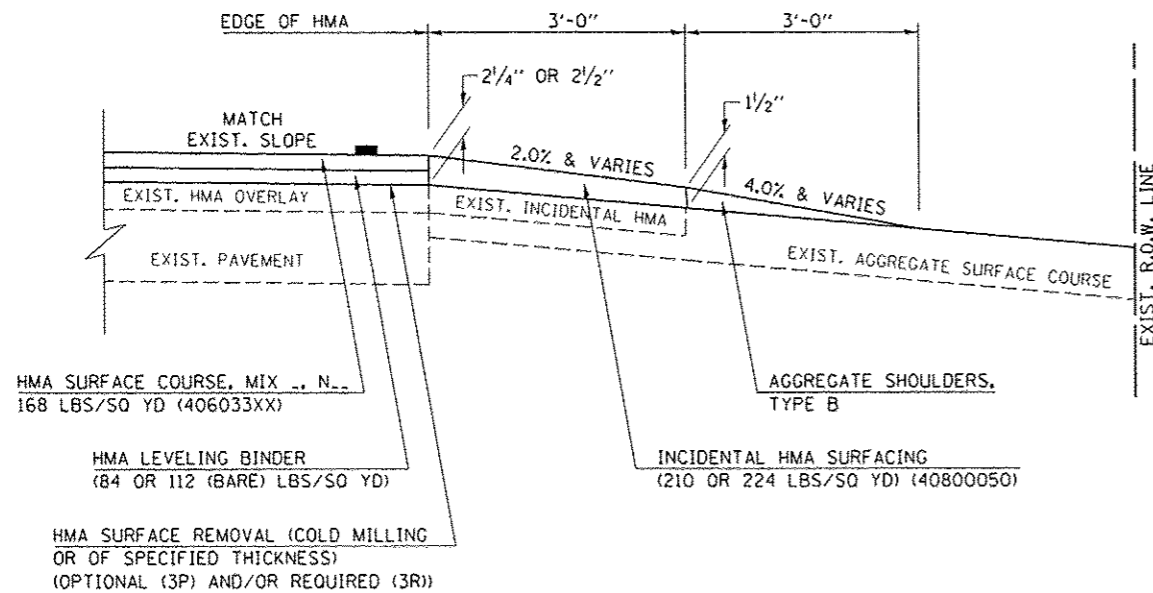 EDGE OF HMA
3'-0"
3'-0"
2 1/4" OR 2 1/2"
1 1/2"
MATCH
EXIST. SLOPE
2.0% & VARIES
4.0% & VARIES
EXIST. HMA OVERLAY
EXIST. INCIDENTAL HMA
EXIST. PAVEMENT
EXIST. AGGREGATE SURFACE COURSE
EXIST. R.O.W. LINE
HMA SURFACE COURSE, MIX _, N__
168 LBS/SQ YD (406033XX)
AGGREGATE SHOULDERS,
TYPE B
HMA LEVELING BINDER
(84 OR 112 (BARE) LBS/SQ YD)
INCIDENTAL HMA SURFACING
(210 OR 224 LBS/SQ YD) (40800050)
HMA SURFACE REMOVAL (COLD MILLING
OR OF SPECIFIED THICKNESS)
(OPTIONAL (3P) AND/OR REQUIRED (3R))